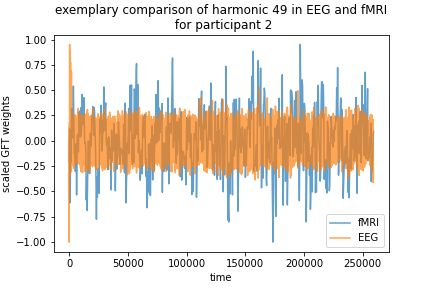 exemplary comparison of harmonic 49 in EEG and fMRI
for participant 2
scaled GFT weights
1.00
0.75
0.50
0.25
0.00
−0.25
−0.50
−0.75
−1.00
fMRI
EEG
0 50000 100000 150000 200000 250000
time